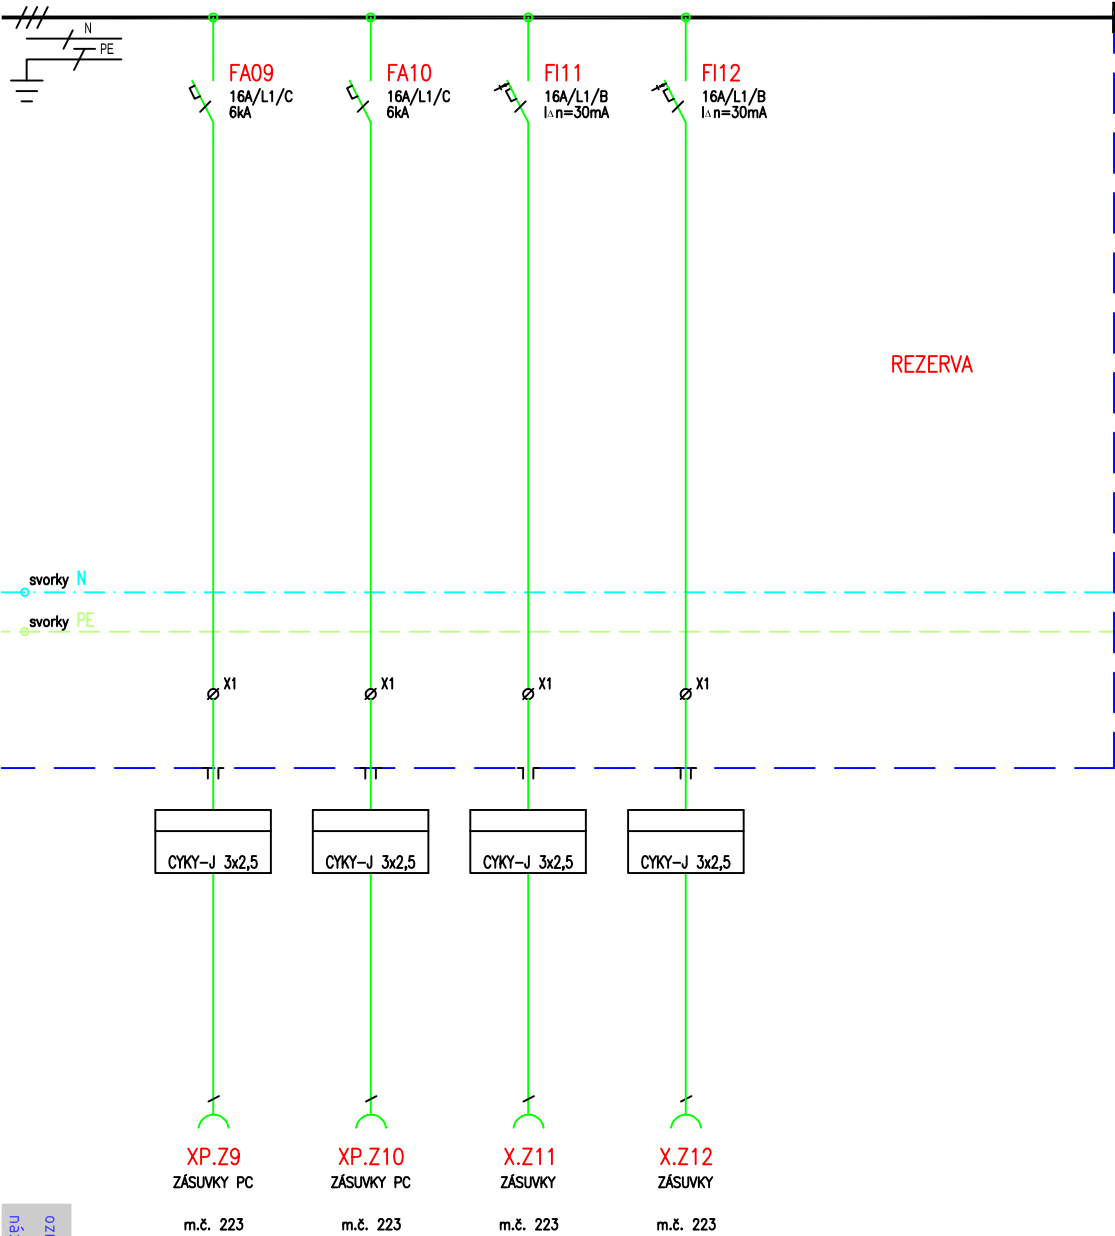 N
PE
FA09
16A/L1/C
6kA
FA10
16A/L1/C
6kA
FI11
16A/L1/B
I∆n=30mA
FI12
16A/L1/B
I∆n=30mA
REZERVA
svorky N
svorky PE
X1
X1
X1
X1
CYKY-J 3x2,5
CYKY-J 3x2,5
CYKY-J 3x2,5
CYKY-J 3x2,5
XP.Z9
ZÁSUVKY PC
m.č. 223
XP.Z10
ZÁSUVKY PC
m.č. 223
X.Z11
ZÁSUVKY
m.č. 223
X.Z12
ZÁSUVKY
m.č. 223